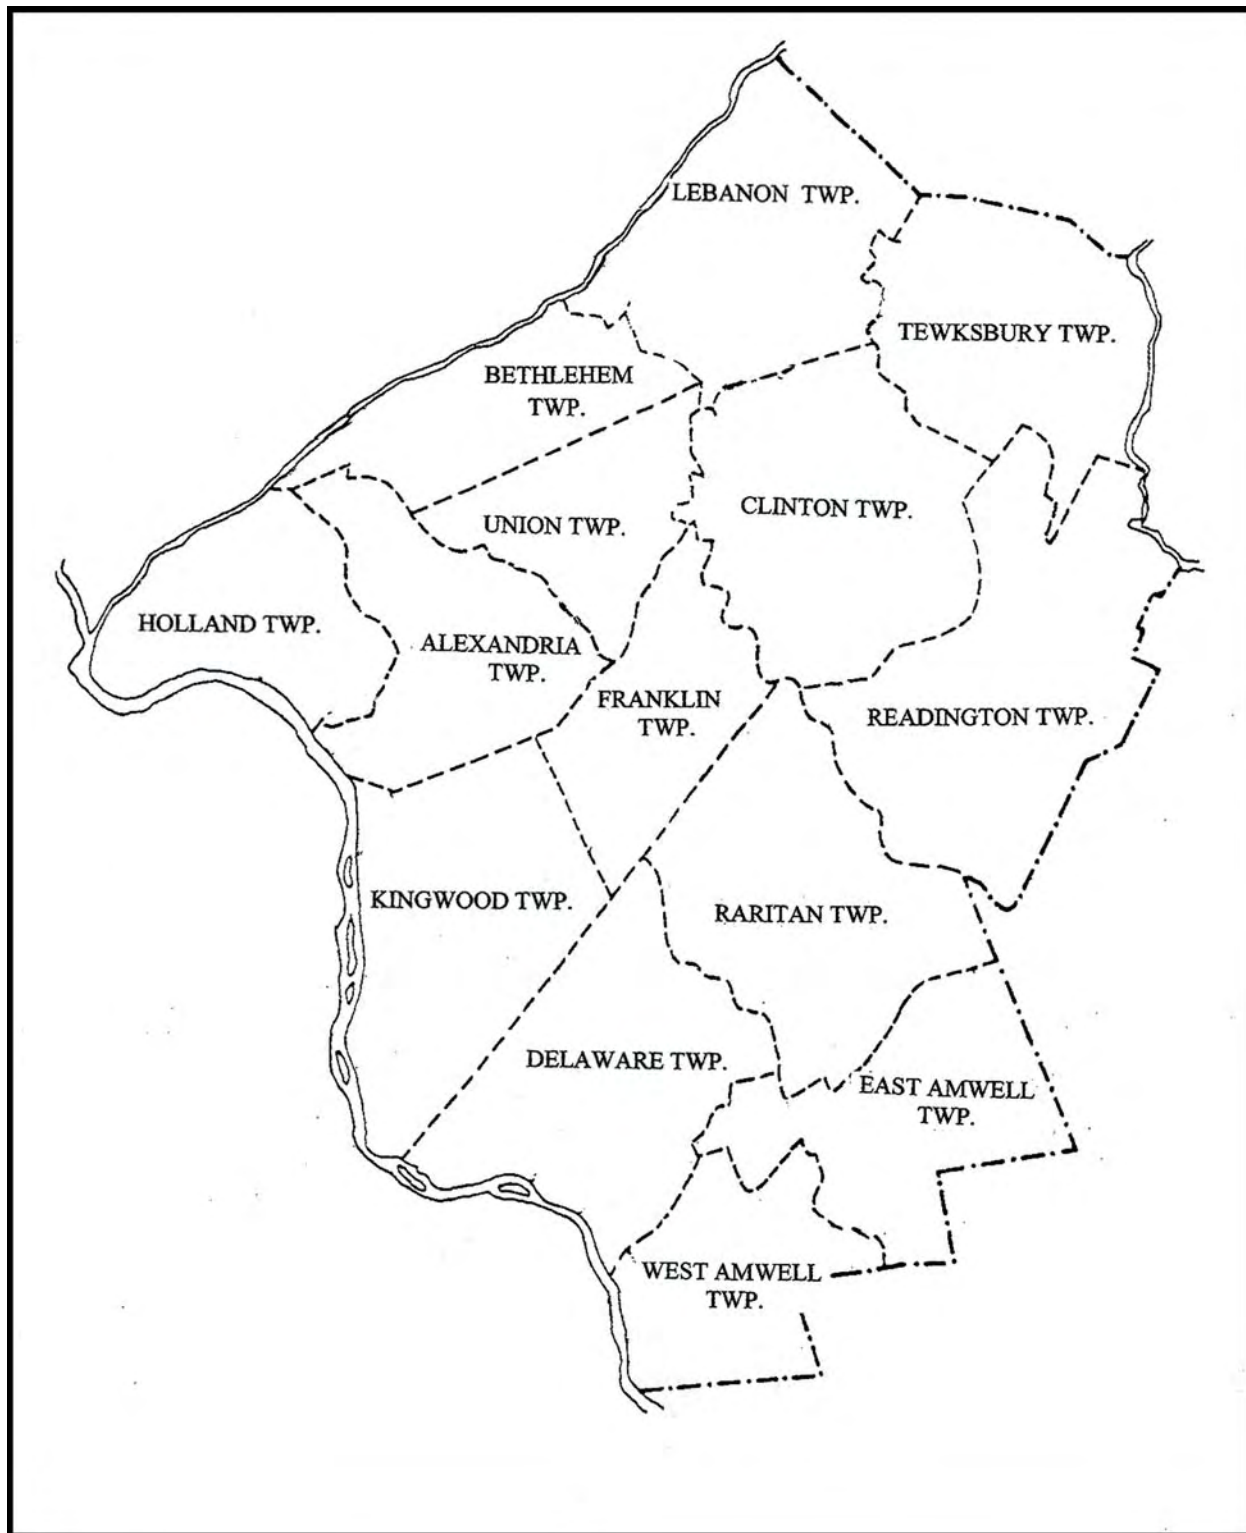 LEBANON TWP.
TEWKSBURY TWP.
BETHLEHEM
TWP.
CLINTON TWP.
UNION TWP.
HOLLAND TWP.
ALEXANDRIA
TWP.
FRANKLIN
TWP.
READINGTON TWP.
KINGWOOD TWP.
RARITAN TWP.
DELAWARE TWP.
EAST AMWELL
TWP.
WEST AMWELL
TWP.